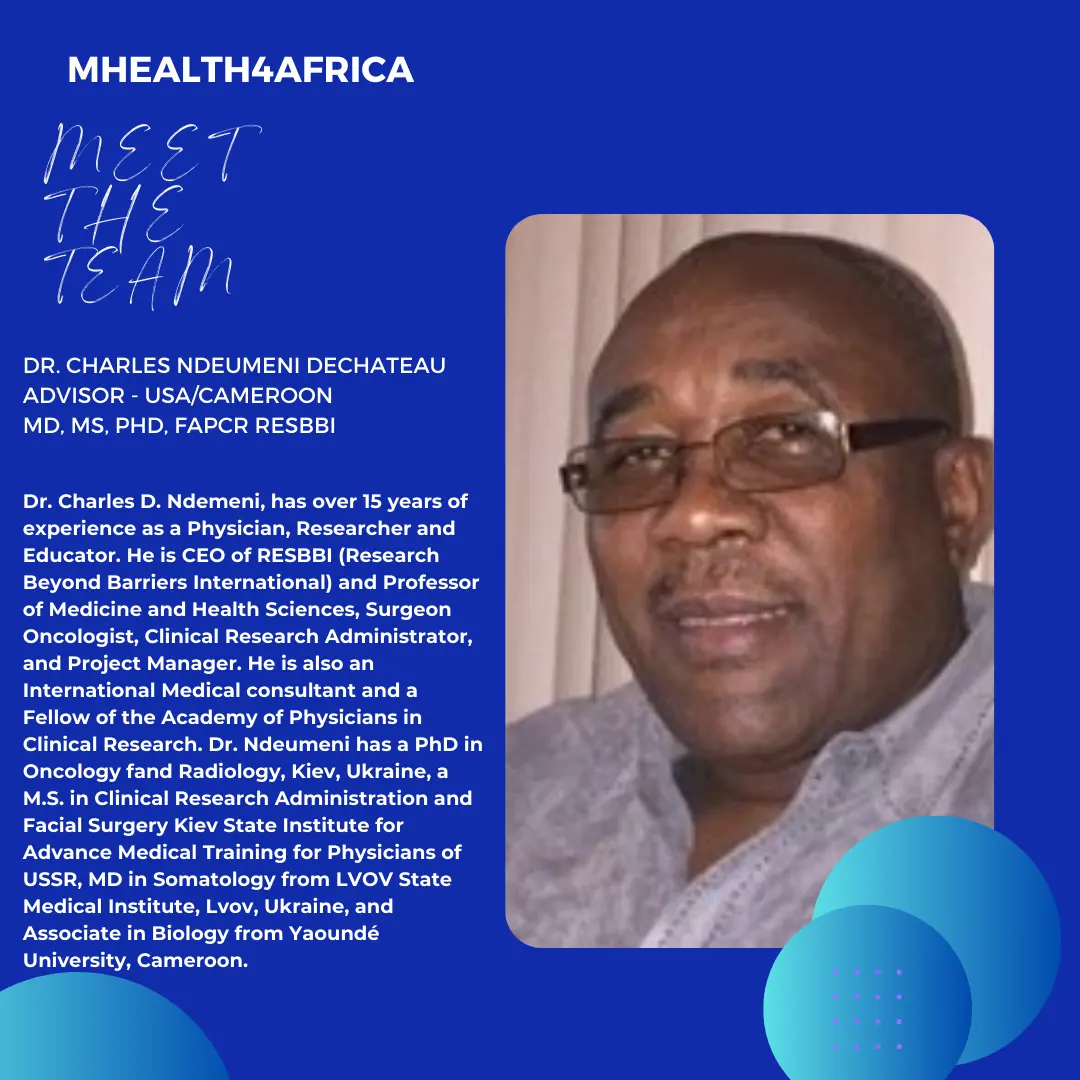 MHEALTH4AFRICA
MEET
THE
TEAM
DR. CHARLES NDEUMENI DECHATEAU
ADVISOR - USA/CAMEROON
MD, MS, PHD, FAPCR RESBBI
Dr. Charles D. Ndemeni, has over 15 years of
experience as a Physician, Researcher and
Educator. He is CEO of RESBBI (Research
Beyond Barriers International) and Professor
of Medicine and Health Sciences, Surgeon
Oncologist, Clinical Research Administrator,
and Project Manager. He is also an
International Medical consultant and a
Fellow of the Academy of Physicians in
Clinical Research. Dr. Ndeumeni has a PhD in
Oncology fand Radiology, Kiev, Ukraine, a
M.S. in Clinical Research Administration and
Facial Surgery Kiev State Institute for
Advance Medical Training for Physicians of
USSR, MD in Somatology from LVOV State
Medical Institute, Lvov, Ukraine, and
Associate in Biology from Yaoundé
University, Cameroon.